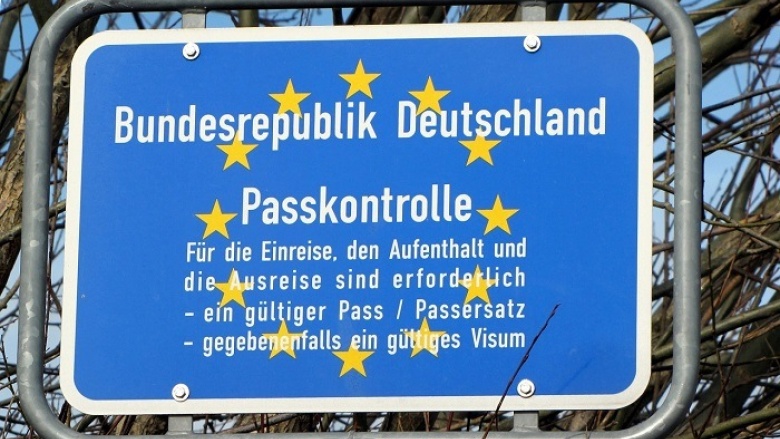 Bundesrepublik Deutschland
Passkontrolle
Für die Einreise, den Aufenthalt und
die Ausreise sind erforderlich
- ein gültiger Pass / Passersatz
- gegebenenfalls ein gültiges Visum